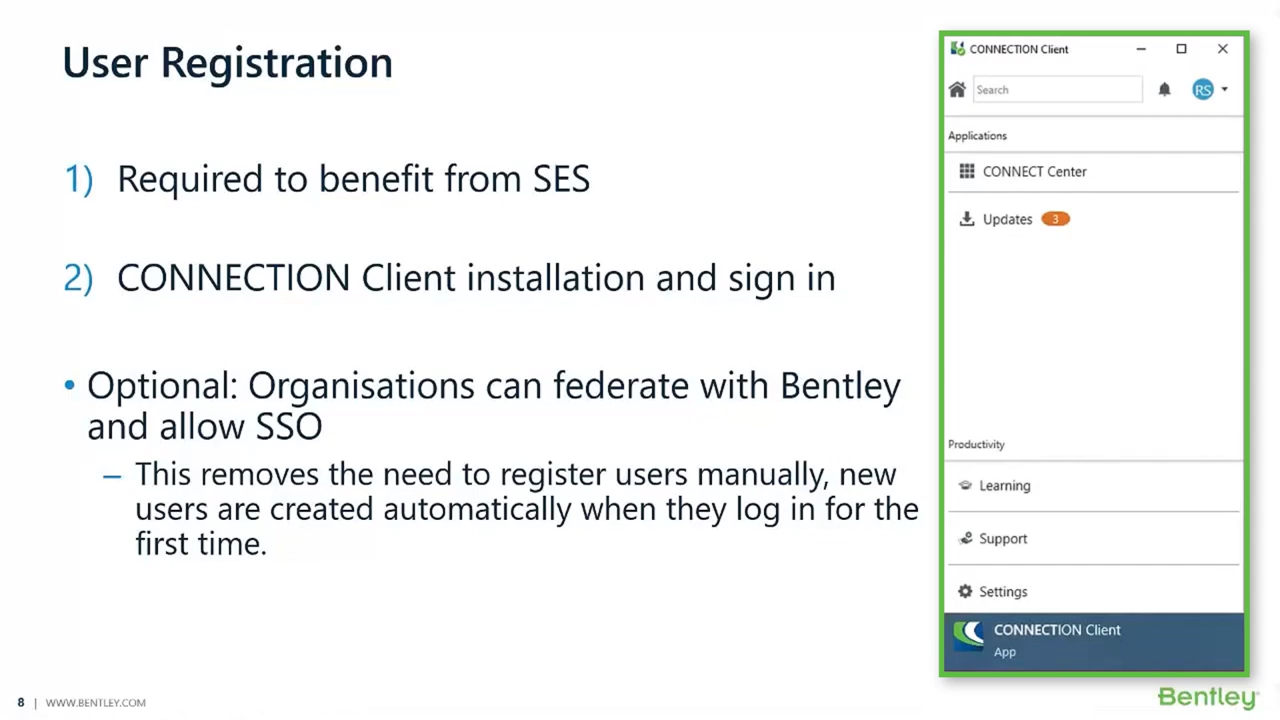 User Registration
1) Required to benefit from SES
2) CONNECTION Client installation and sign in
• Optional: Organisations can federate with Bentley
and allow SSO
– This removes the need to register users manually, new
users are created automatically when they log in for the
first time.
CONNECTION Client
Search
RS
Applications
CONNECT Center
Updates 3
Productivity
Learning
Support
Settings
CONNECTION Client
App
8 | WWW.BENTLEY.COM
Bentley